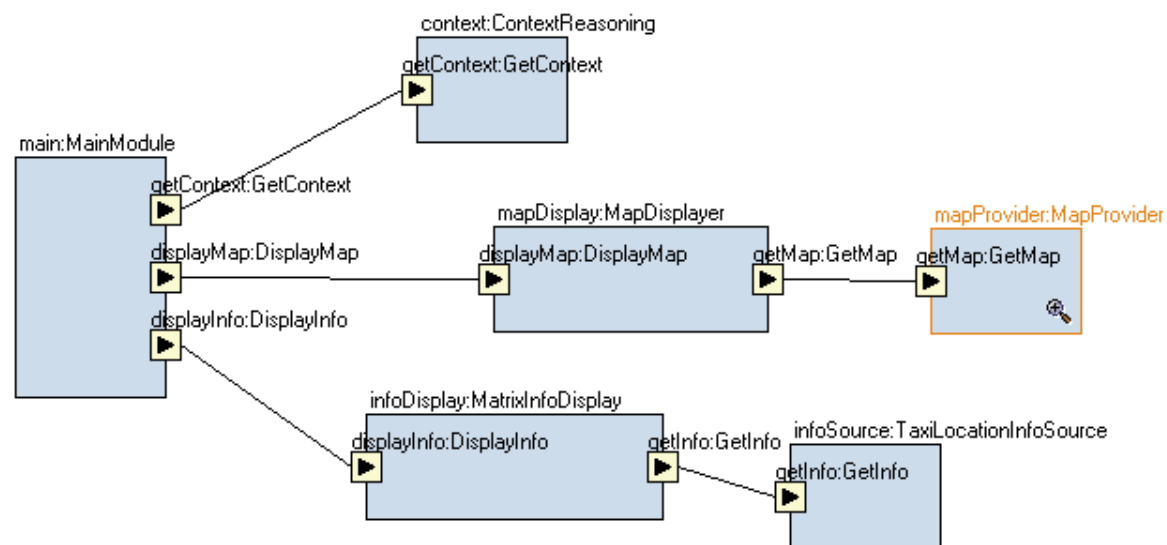 context:ContextReasoning
getContext:GetContext
main:MainModule
getContext:GetContext
displayMap:DisplayMap
displayInfo:DisplayInfo
mapDisplay:MapDisplayer
displayMap:DisplayMap
getMap:GetMap
mapProvider:MapProvider
getMap:GetMap
infoDisplay:MatrixInfoDisplay
displayInfo:DisplayInfo
getInfo:GetInfo
infoSource:TaxiLocationInfoSource
getInfo:GetInfo